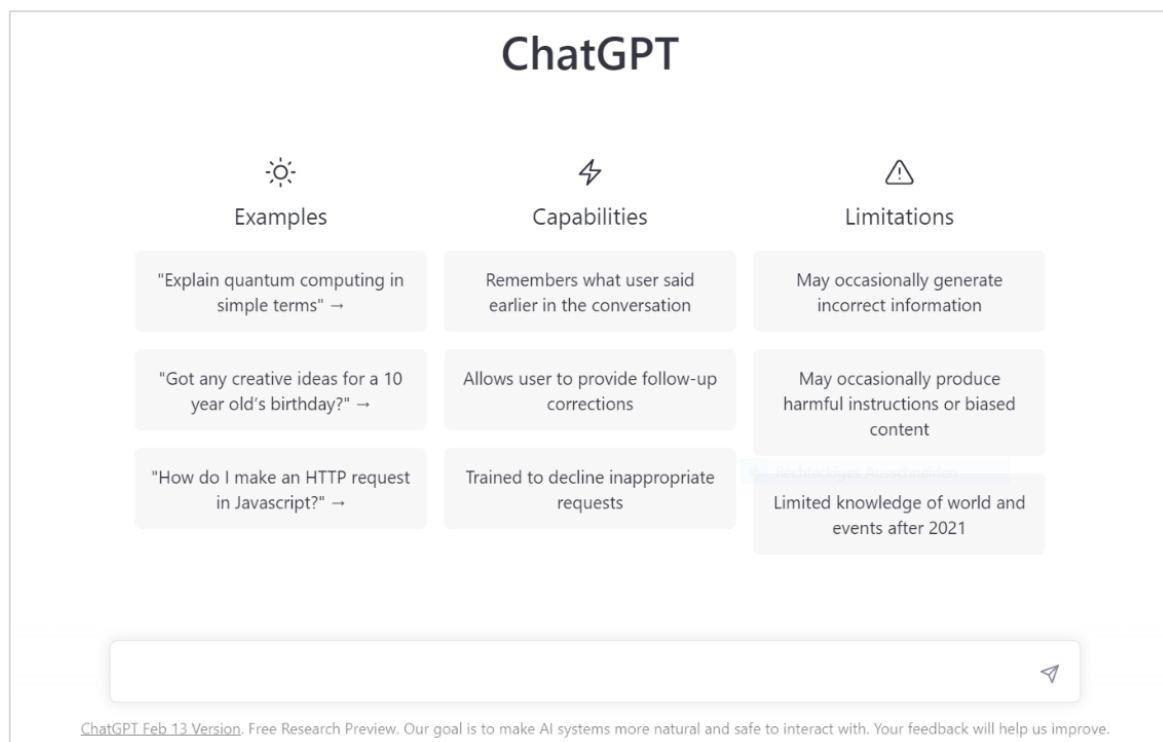 ChatGPT
Examples
"Explain quantum computing in
simple terms" →
"Got any creative ideas for a 10
year old's birthday?" →
"How do I make an HTTP request
in Javascript?" →
Capabilities
Remembers what user said
earlier in the conversation
Allows user to provide follow-up
corrections
Trained to decline inappropriate
requests
Limitations
May occasionally generate
incorrect information
May occasionally produce
harmful instructions or biased
content
Rechteckiges Ausschneiden
Limited knowledge of world and
events after 2021
ChatGPT Feb 13 Version. Free Research Preview. Our goal is to make AI systems more natural and safe to interact with. Your feedback will help us improve.